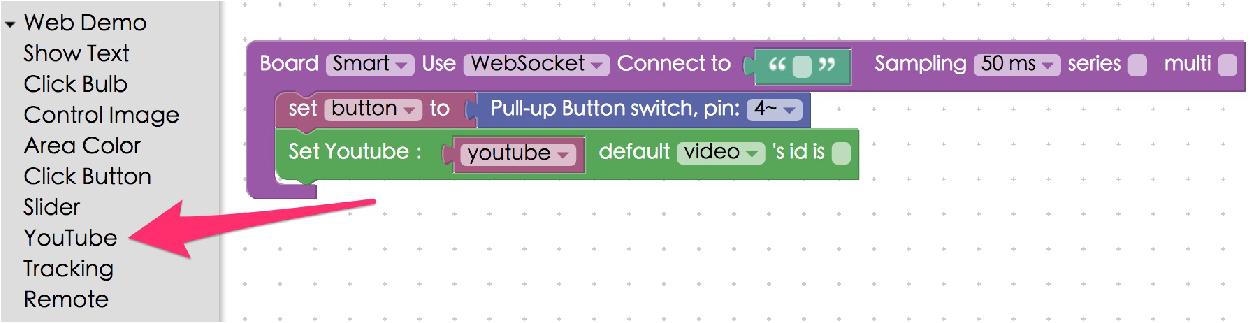 Web Demo
Show Text
Click Bulb
Control Image
Area Color
Click Button
Slider
YouTube
Tracking
Remote
Board Smart Use WebSocket Connect to “ ” Sampling 50 ms series multi
set button to Pull-up Button switch, pin: 4~
Set Youtube : youtube default video 's id is